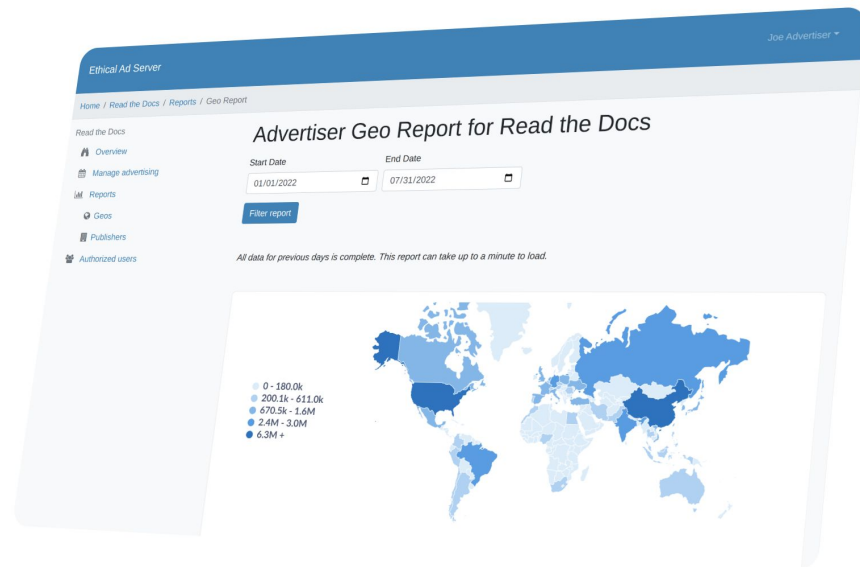 Ethical Ad Server
Joe Advertiser
Home / Read the Docs / Reports / Geo Report
Read the Docs
Overview
Manage advertising
Reports
Geos
Publishers
Authorized users
Advertiser Geo Report for Read the Docs
Start Date
End Date
01/01/2022
07/31/2022
Filter report
All data for previous days is complete. This report can take up to a minute to load.
0 - 180.0k
200.1k - 611.0k
670.5k - 1.6M
2.4M - 3.0M
6.3M +